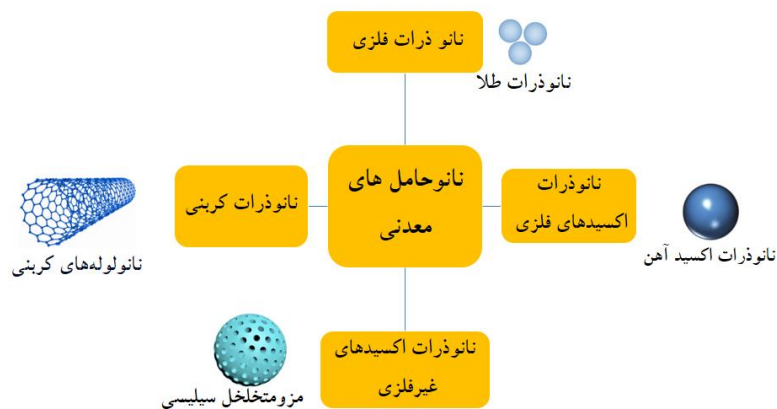 نانو ذرات فلزی
نانوذرات طلا
نانوحامل های
معدنی
نانوذرات
اکسیدهای فلزی
نانوذرات اکسید آهن
نانوذرات کربنی
نانولوله‌های کربنی
نانوذرات اکسیدهای
غیرفلزی
مزومتخلخل سیلیسی